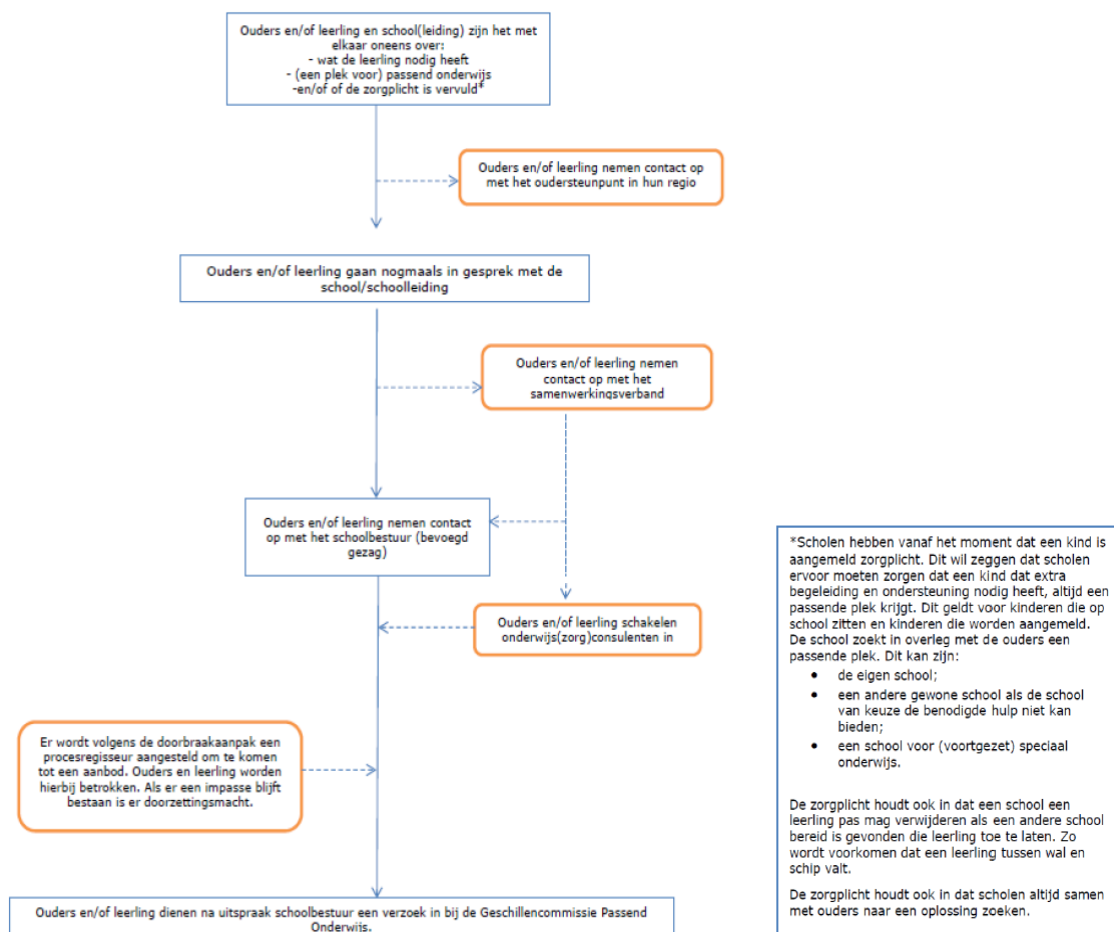 Ouders en/of leerling en school(leiding) zijn het met
elkaar oneens over:
- wat de leerling nodig heeft
- (een plek voor) passend onderwijs
-en/of of de zorgplicht is vervuld*
Ouders en/of leerling nemen contact op
met het oudersteunpunt in hun regio
Ouders en/of leerling gaan nogmaals in gesprek met de
school/schoolleiding
Ouders en/of leerling nemen
contact op met het
samenwerkingsverband
Ouders en/of leerling nemen contact
op met het schoolbestuur (bevoegd
gezag)
Ouders en/of leerling schakelen
onderwijs(zorg)consulenten in
Er wordt volgens de doorbraakaanpak een
procesregisseur aangesteld om te komen
tot een aanbod. Ouders en leerling worden
hierbij betrokken. Als er een impasse blijft
bestaan is er doorzettingsmacht.
Ouders en/of leerling dienen na uitspraak schoolbestuur een verzoek in bij de Geschillencommissie Passend
Onderwijs.
*Scholen hebben vanaf het moment dat een kind is
aangemeld zorgplicht. Dit wil zeggen dat scholen
ervoor moeten zorgen dat een kind dat extra
begeleiding en ondersteuning nodig heeft, altijd een
passende plek krijgt. Dit geldt voor kinderen die op
school zitten en kinderen die worden aangemeld.
De school zoekt in overleg met de ouders een
passende plek. Dit kan zijn:
• de eigen school;
• een andere gewone school als de school
van keuze de benodigde hulp niet kan
bieden;
• een school voor (voortgezet) speciaal
onderwijs.
De zorgplicht houdt ook in dat een school een
leerling pas mag verwijderen als een andere school
bereid is gevonden die leerling toe te laten. Zo
wordt voorkomen dat een leerling tussen wal en
schip valt.
De zorgplicht houdt ook in dat scholen altijd samen
met ouders naar een oplossing zoeken.